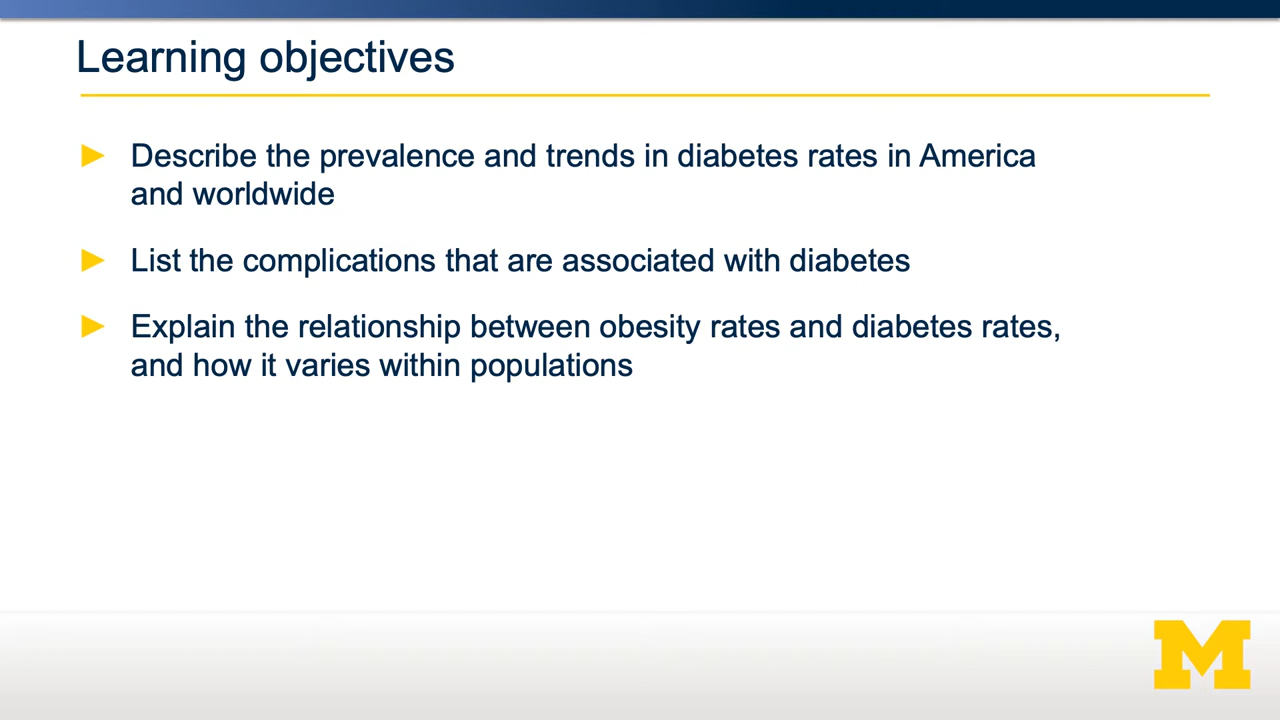 Learning objectives
Describe the prevalence and trends in diabetes rates in America
and worldwide
List the complications that are associated with diabetes
Explain the relationship between obesity rates and diabetes rates,
and how it varies within populations
M